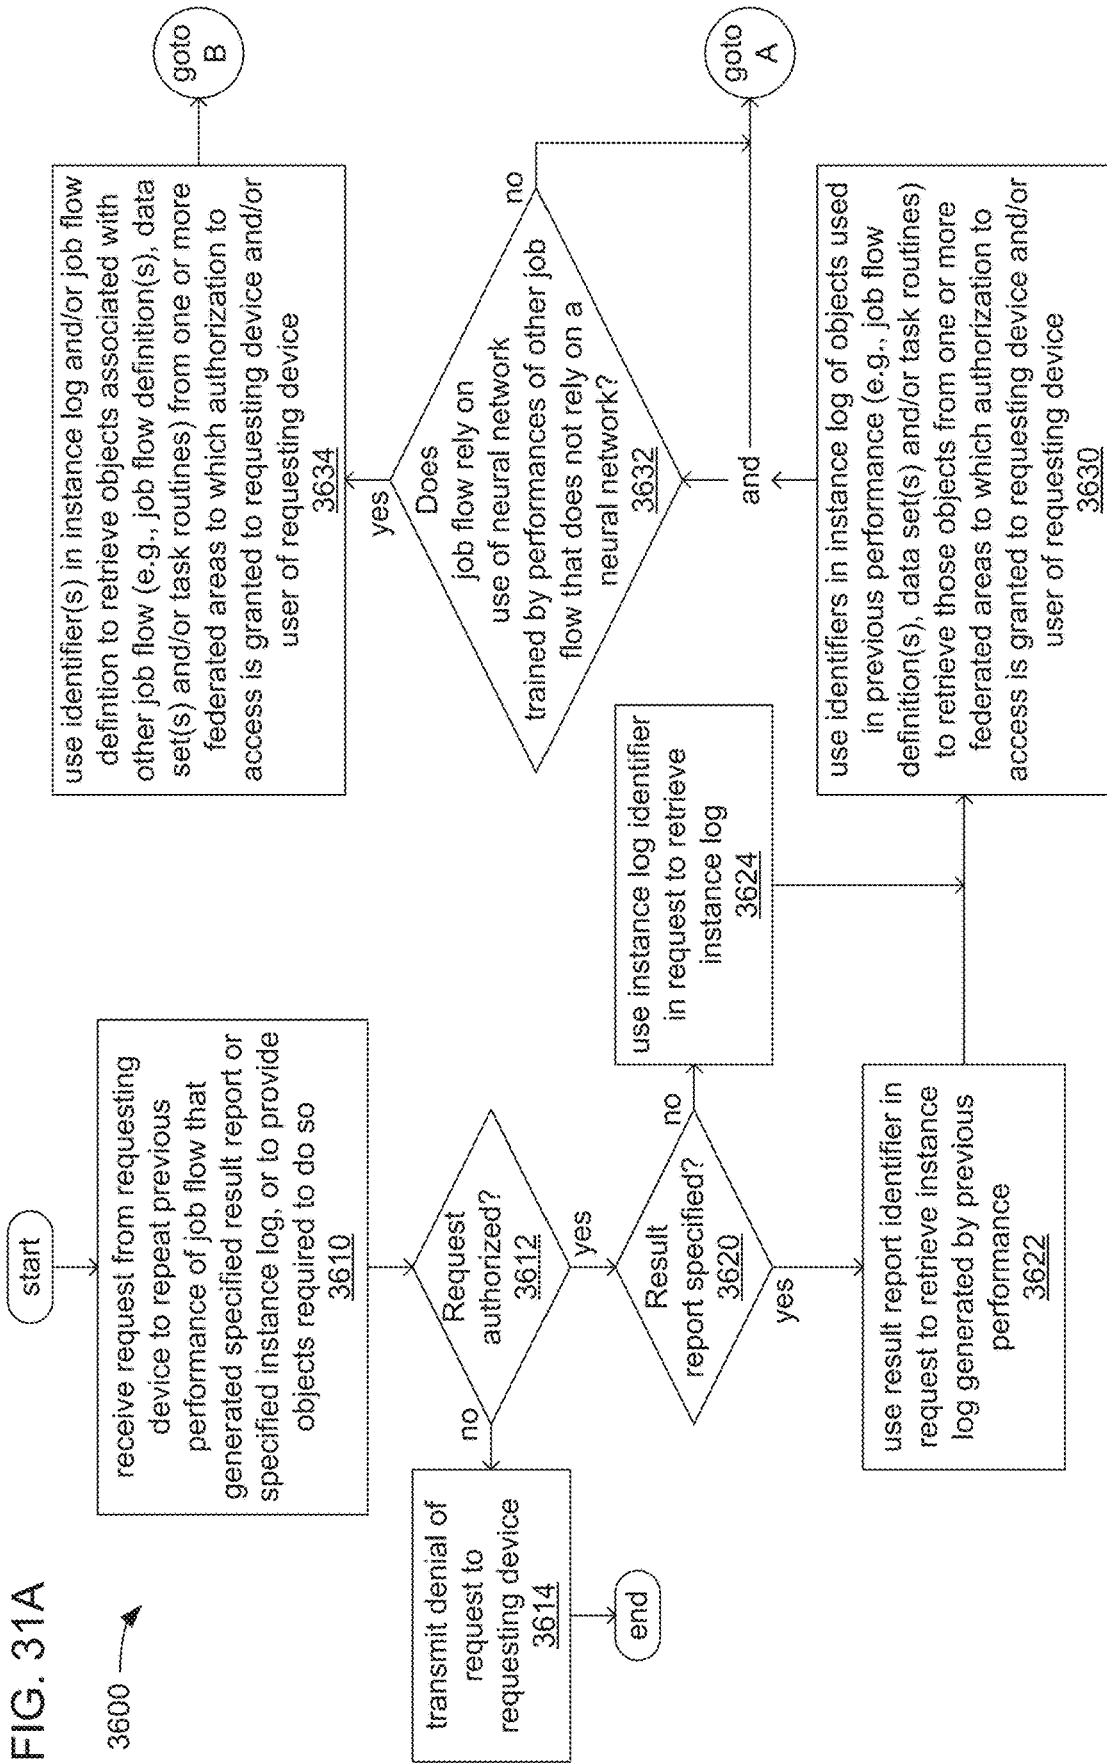 FIG. 31A
3600
start
receive request from requesting
device to repeat previous
performance of job flow that
generated specified result report or
specified instance log, or to provide
objects required to do so
3610
Request
authorized?
3612
no
yes
transmit denial of
request to
requesting device
3614
end
Result
report specified?
3620
no
yes
use result report identifier in
request to retrieve instance
log generated by previous
performance
3622
use instance log identifier
in request to retrieve
instance log
3624
use identifiers in instance log of objects used
in previous performance (e.g., job flow
definition(s), data set(s) and/or task routines)
to retrieve those objects from one or more
federated areas to which authorization to
access is granted to requesting device and/or
user of requesting device
3630
and
Does
job flow rely on
use of neural network
trained by performances of other job
flow that does not rely on a
neural network?
3632
no
yes
goto
A
use identifier(s) in instance log and/or job flow
defintion to retrieve objects associated with
other job flow (e.g., job flow definition(s), data
set(s) and/or task routines) from one or more
federated areas to which authorization to
access is granted to requesting device and/or
user of requesting device
3634
goto
B